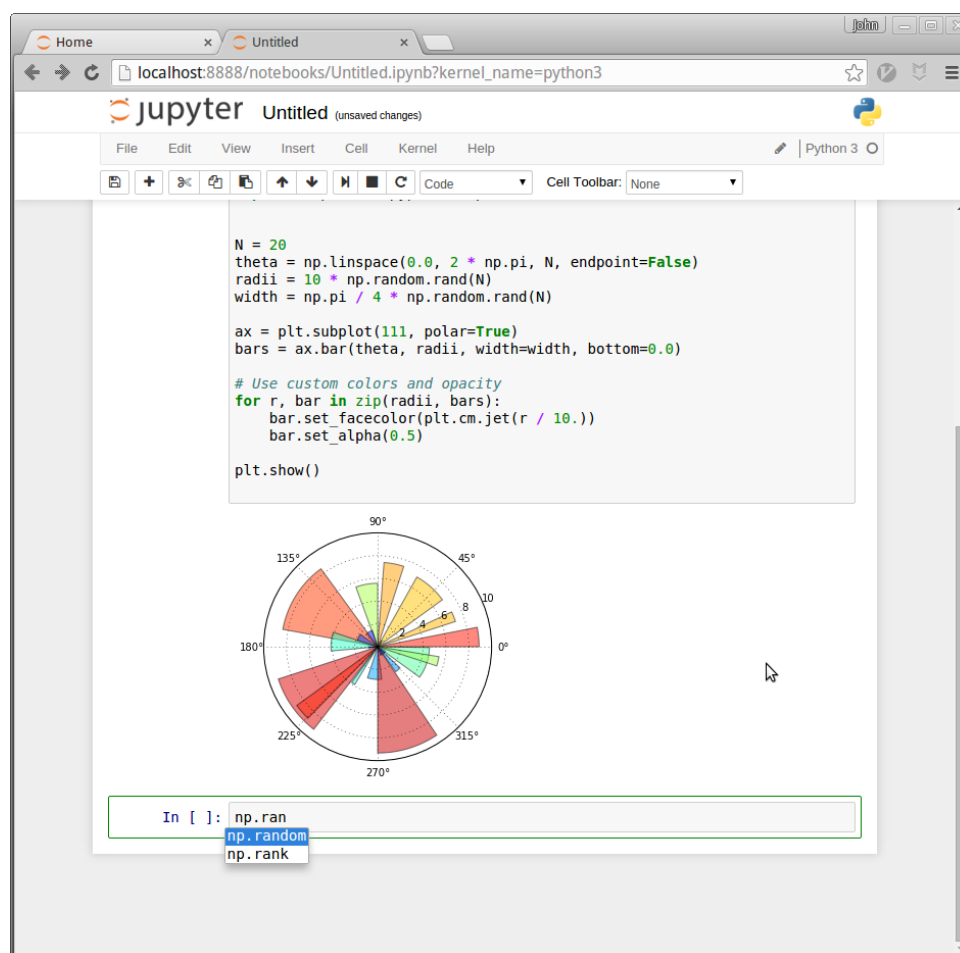 John
Home × Untitled ×
localhost:8888/notebooks/Untitled.ipynb?kernel_name=python3
jupyter Untitled (unsaved changes)
File Edit View Insert Cell Kernel Help Python 3
Code Cell Toolbar: None
N = 20
theta = np.linspace(0.0, 2 * np.pi, N, endpoint=False)
radii = 10 * np.random.rand(N)
width = np.pi / 4 * np.random.rand(N)
ax = plt.subplot(111, polar=True)
bars = ax.bar(theta, radii, width=width, bottom=0.0)
# Use custom colors and opacity
for r, bar in zip(radii, bars):
    bar.set_facecolor(plt.cm.jet(r / 10.))
    bar.set_alpha(0.5)
plt.show()
90°
135° 45°
10
8
6
4
2
180° 0°
225° 315°
270°
In [ ]: np.ran
np.random
np.rank